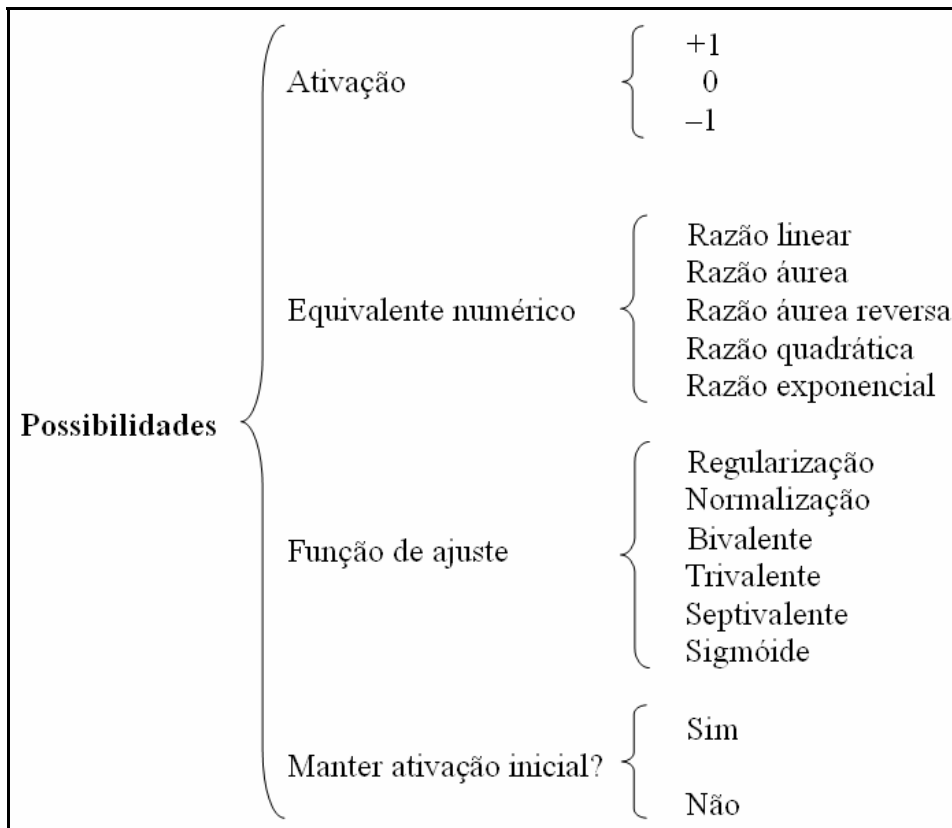 Possibilidades
Ativação
+1
0
–1
Equivalente numérico
Razão linear
Razão áurea
Razão áurea reversa
Razão quadrática
Razão exponencial
Função de ajuste
Regularização
Normalização
Bivalente
Trivalente
Septivalente
Sigmóide
Manter ativação inicial?
Sim
Não